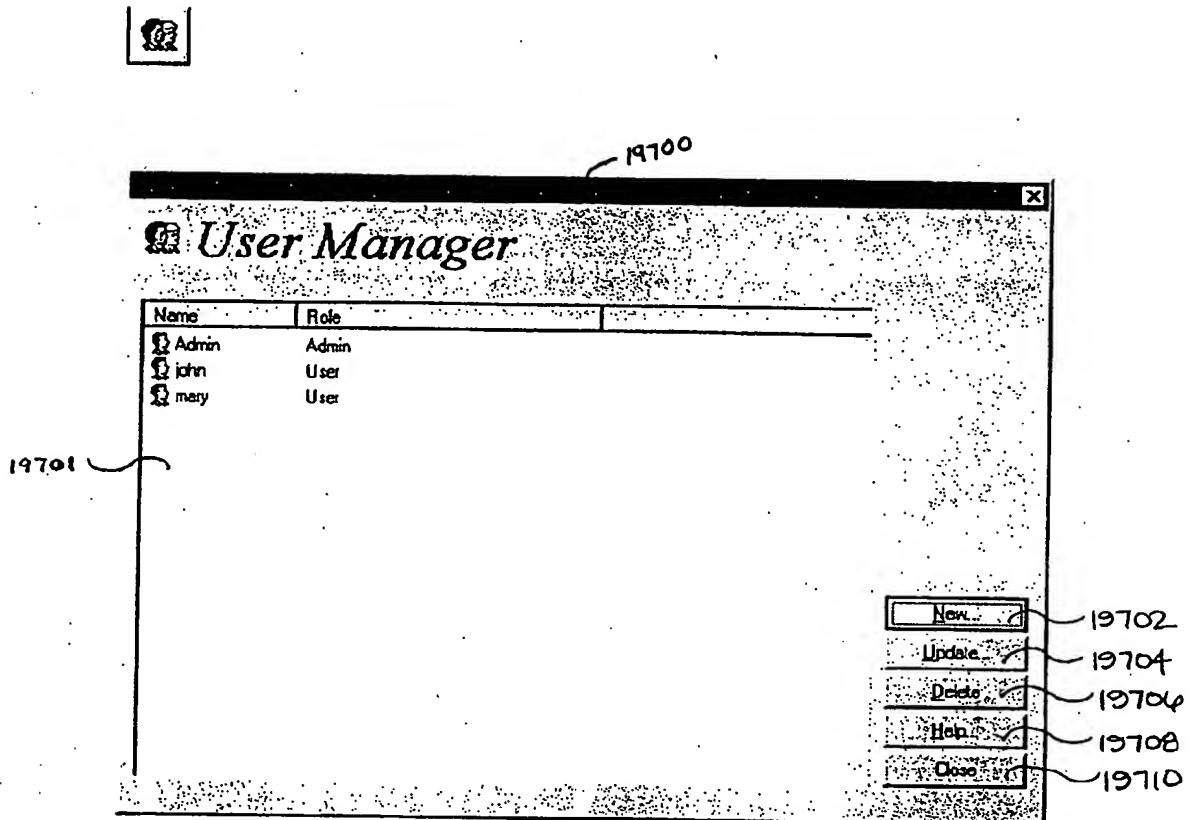 19700
User Manager
Name Role
Admin Admin
john User
mary User
19701
New... 19702
Update... 19704
Delete 19706
Help... 19708
Close 19710